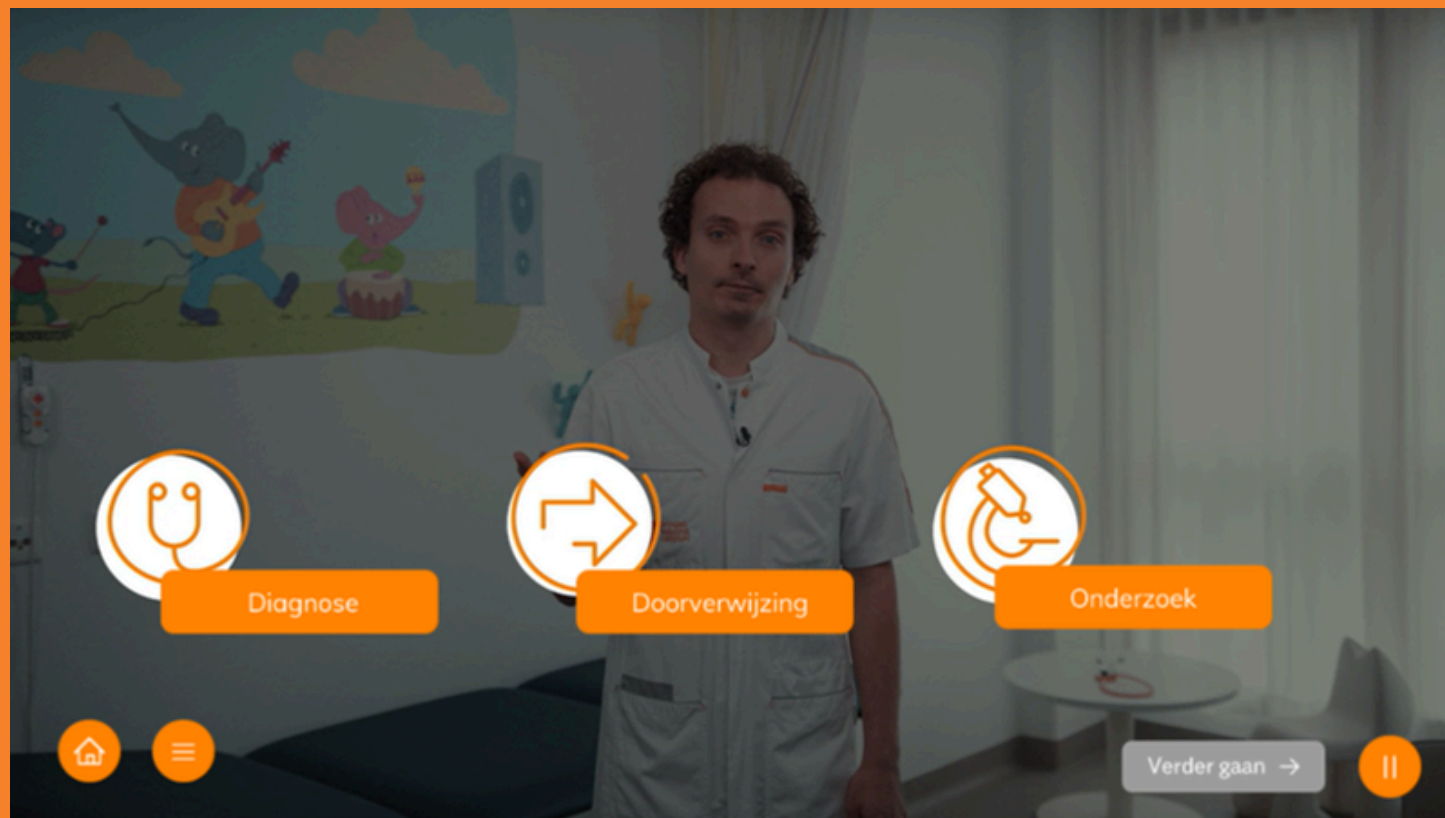 Diagnose
Doorverwijzing
Onderzoek
Verder gaan →